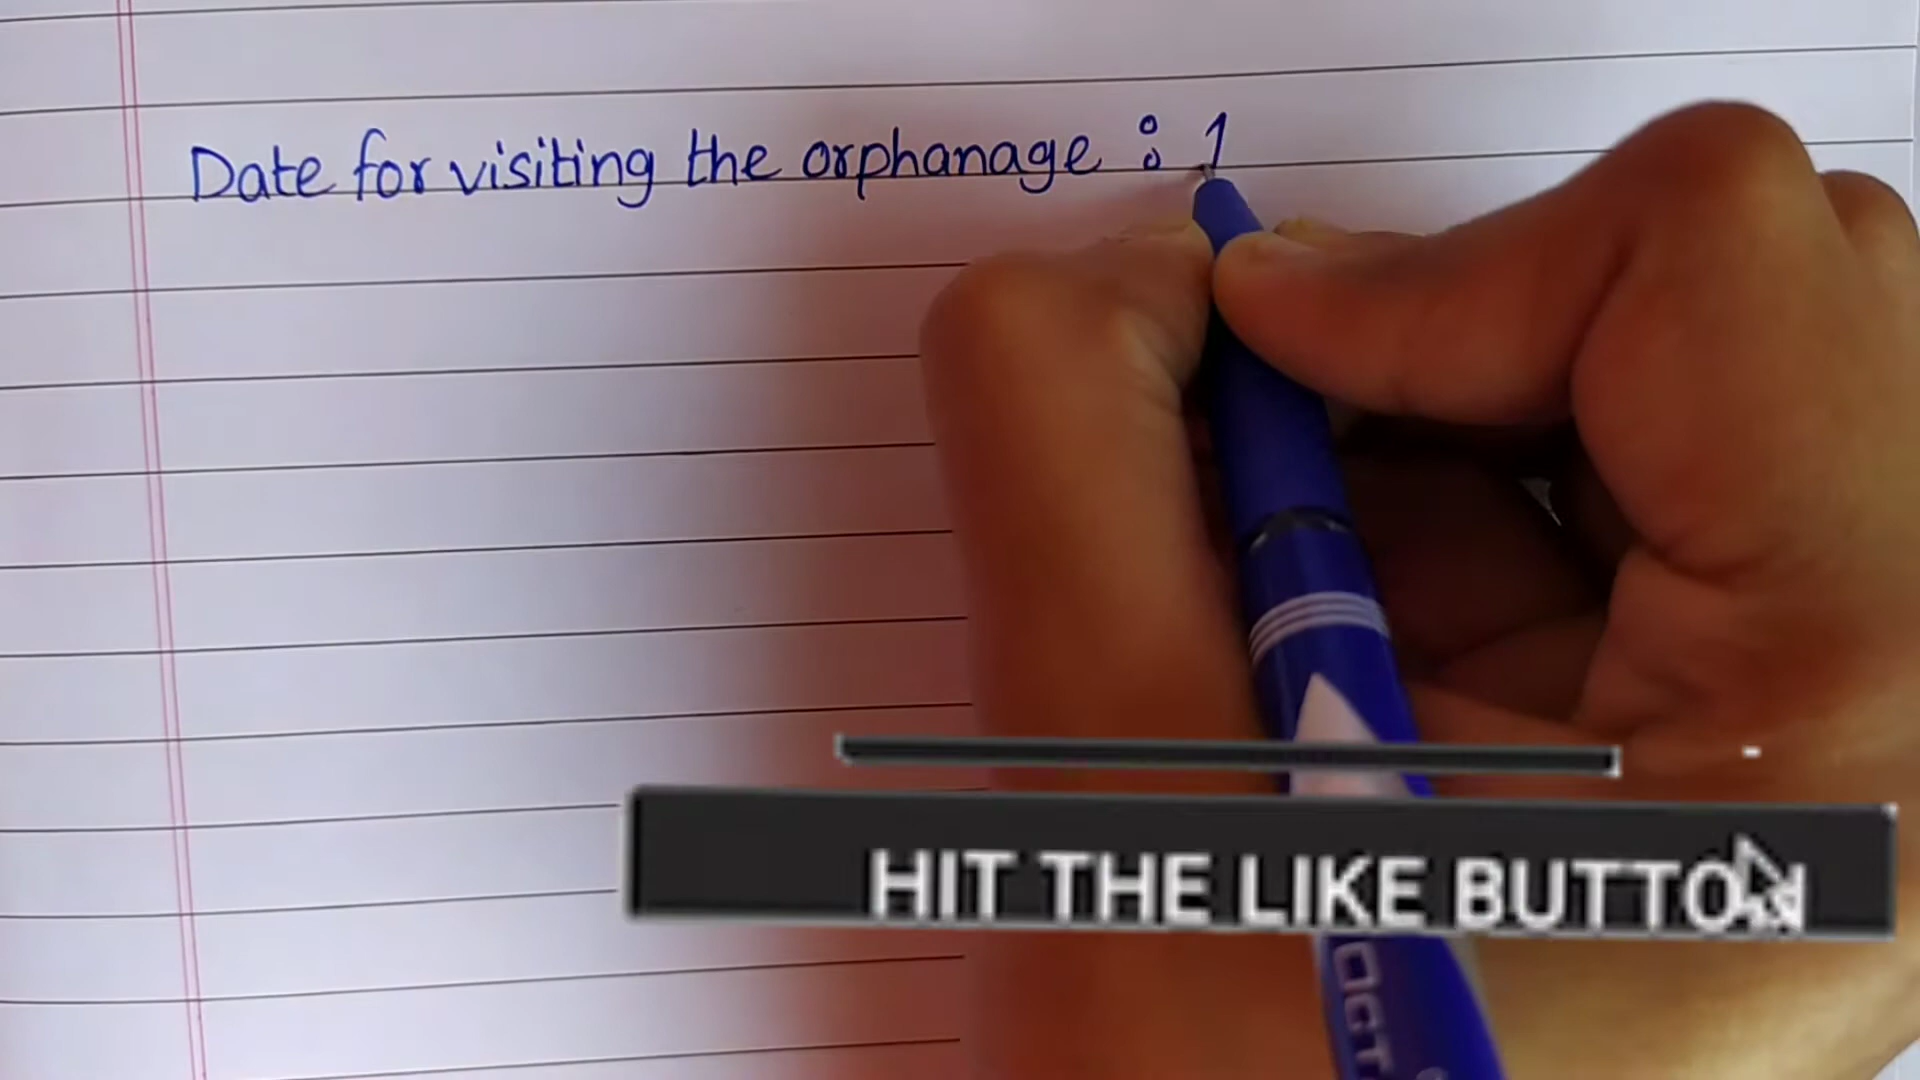 Date for visiting the orphanage : 1
HIT THE LIKE BUTTON